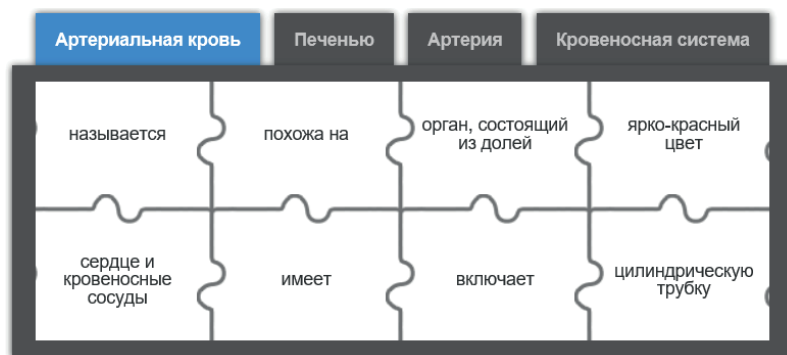 Артериальная кровь
Печенью
Артерия
Кровеносная система
называется
похожа на
орган, состоящий
из долей
ярко-красный
цвет
сердце и
кровеносные
сосуды
имеет
включает
цилиндрическую
трубку